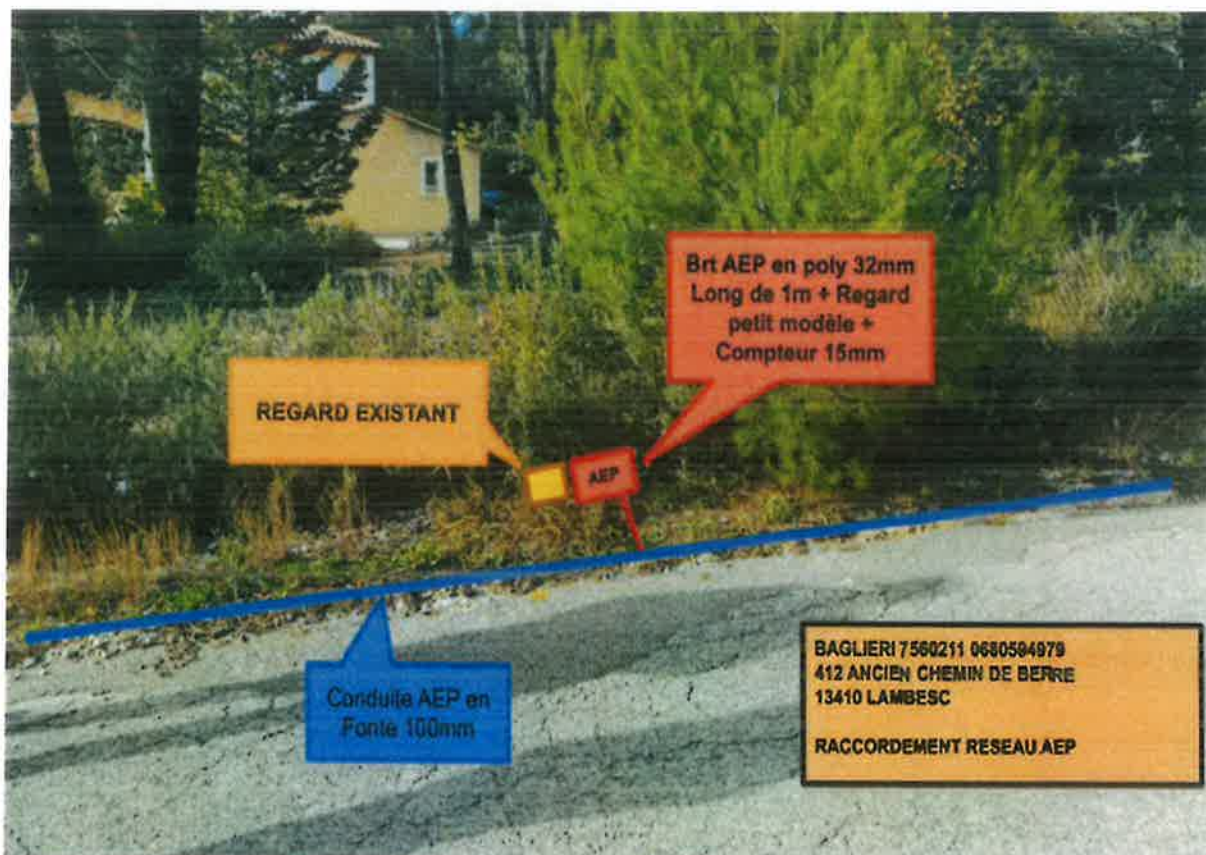 Brt AEP en poly 32mm
Long de 1m + Regard
petit modèle +
Compteur 15mm
REGARD EXISTANT
AEP
Conduite AEP en
Fonte 100mm
BAGLIERI 7560211 0680594979
412 ANCIEN CHEMIN DE BERRE
13410 LAMBESC
RACCORDEMENT RESEAU AEP